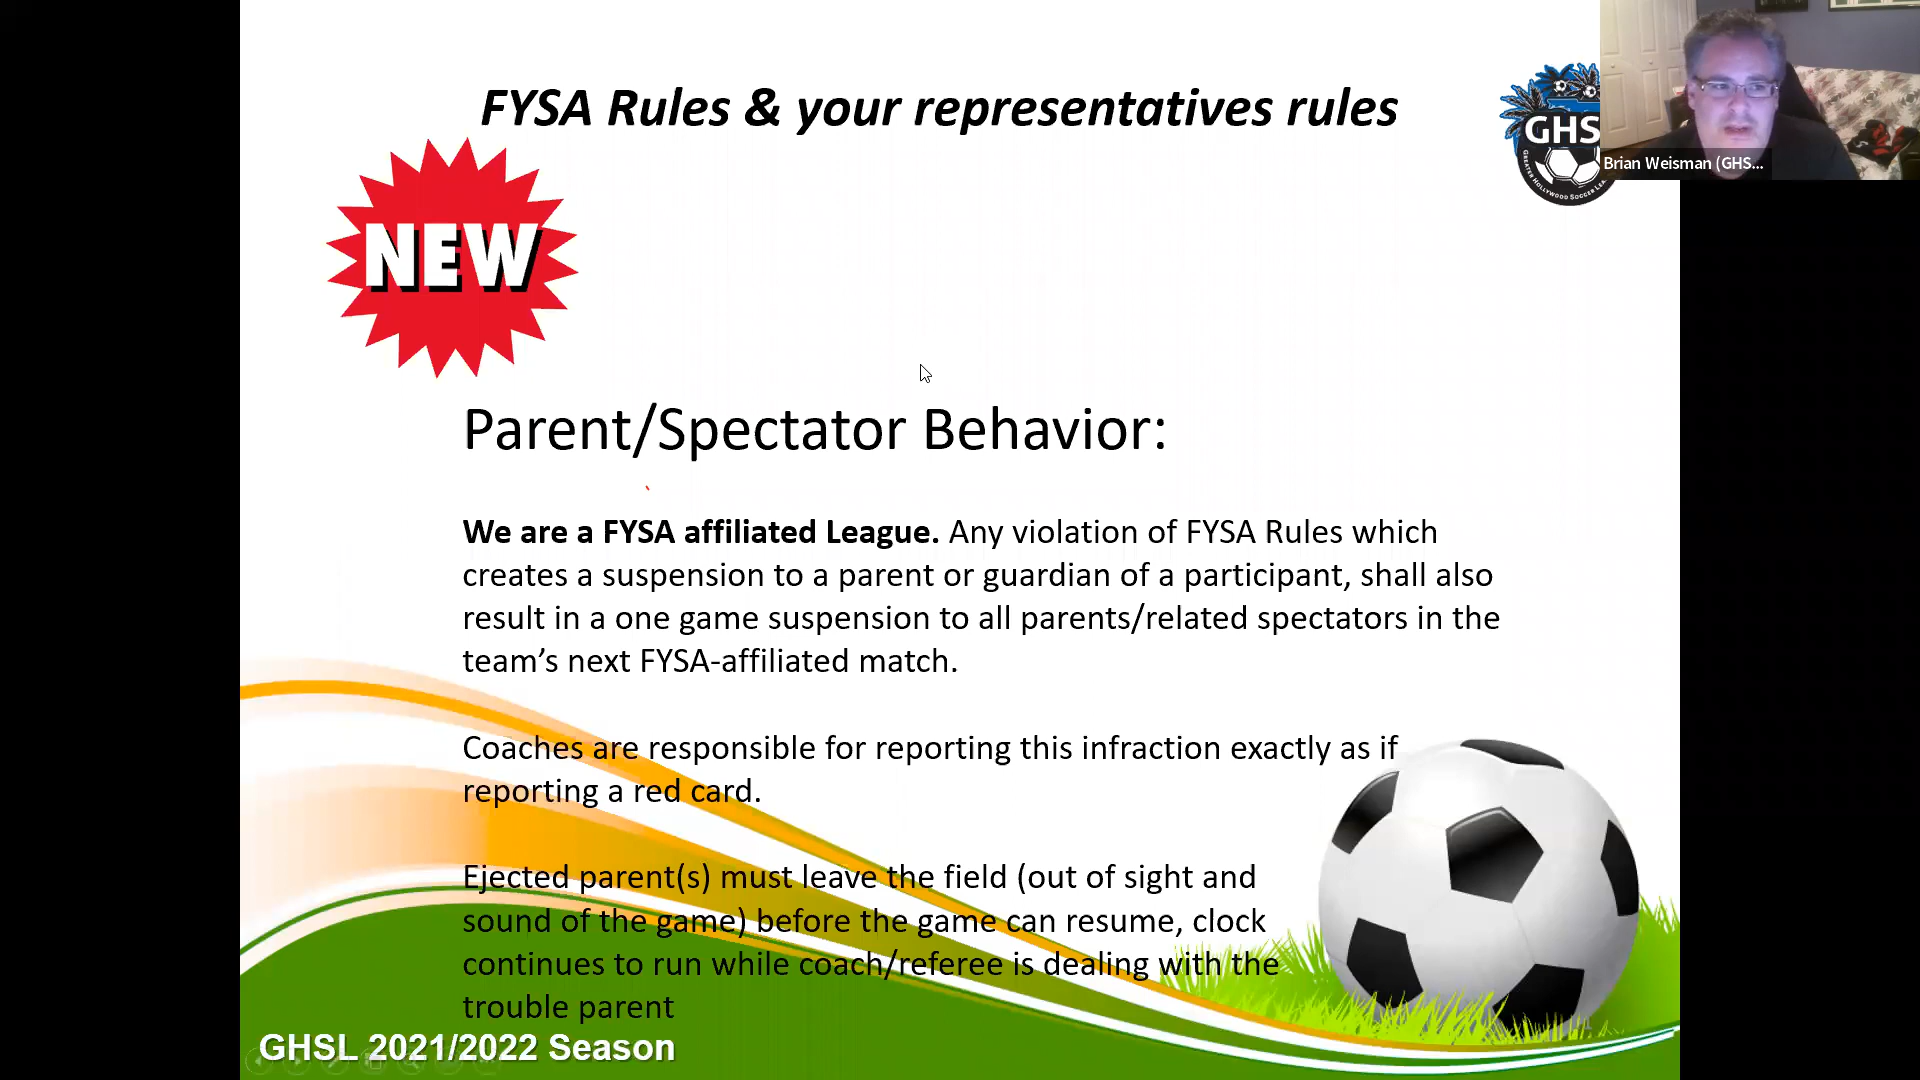 FYSA Rules & your representatives rules
GHS
GREATER HOLLYWOOD SOCCER LEA
Brian Weisman (GHS...
NEW
Parent/Spectator Behavior:
We are a FYSA affiliated League. Any violation of FYSA Rules which
creates a suspension to a parent or guardian of a participant, shall also
result in a one game suspension to all parents/related spectators in the
team’s next FYSA-affiliated match.
Coaches are responsible for reporting this infraction exactly as if
reporting a red card.
Ejected parent(s) must leave the field (out of sight and
sound of the game) before the game can resume, clock
continues to run while coach/referee is dealing with the
trouble parent
GHSL 2021/2022 Season